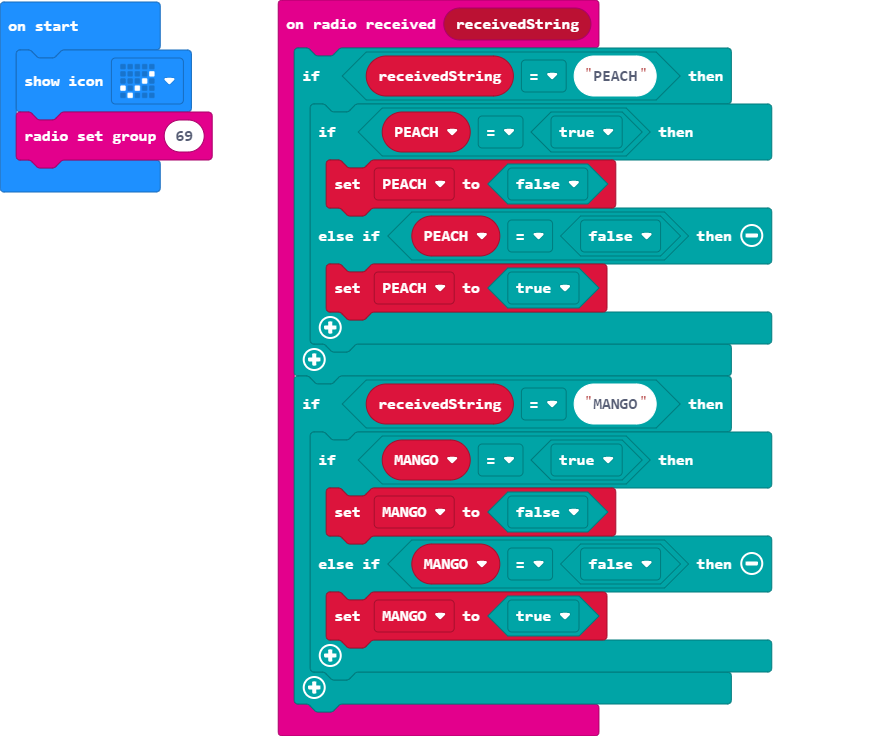 on start
show icon
radio set group 69
on radio received receivedString
if receivedString = "PEACH" then
if PEACH = true then
set PEACH to false
else if PEACH = false then
set PEACH to true
if receivedString = "MANGO" then
if MANGO = true then
set MANGO to false
else if MANGO = false then
set MANGO to true